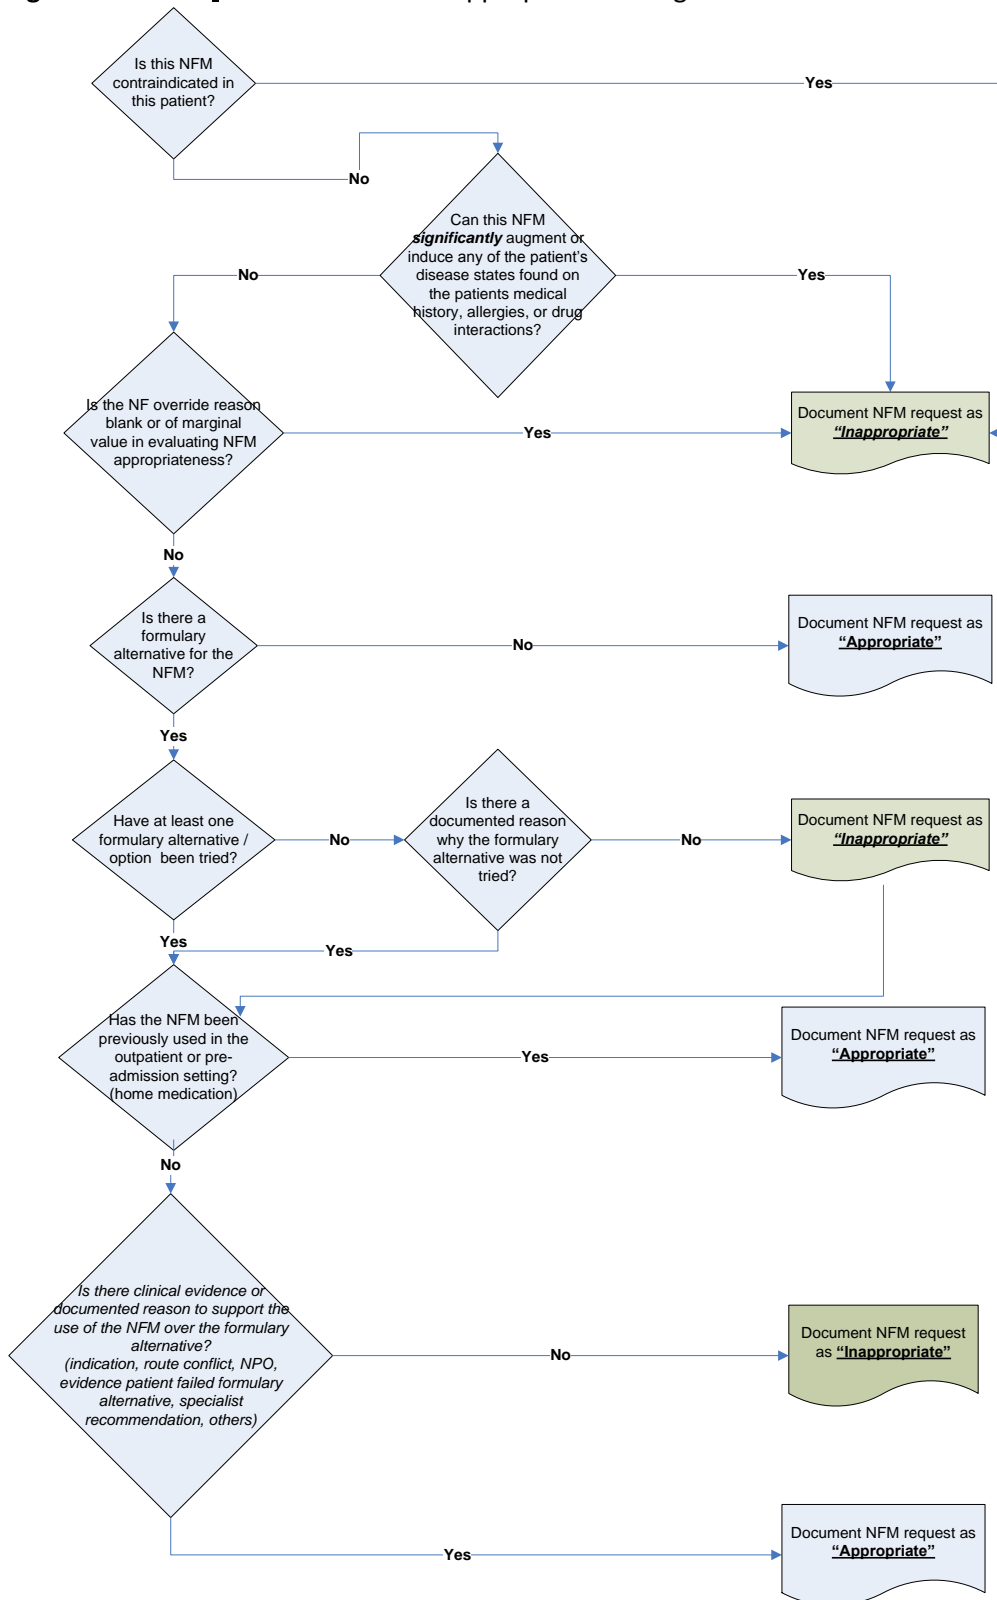 Is this NFM
contraindicated in
this patient?
Yes
No
Can this NFM
significantly augment or
induce any of the patient's
disease states found on
the patients medical
history, allergies, or drug
interactions?
No
Yes
Is the NF override reason
blank or of marginal
value in evaluating NFM
appropriateness?
Yes
Document NFM request as
“Inappropriate”
No
Is there a
formulary
alternative for the
NFM?
No
Document NFM request as
“Appropriate”
Yes
Have at least one
formulary alternative /
option been tried?
No
Is there a
documented reason
why the formulary
alternative was not
tried?
No
Document NFM request as
“Inappropriate”
Yes
Yes
Has the NFM been
previously used in the
outpatient or pre-
admission setting?
(home medication)
Yes
Document NFM request as
“Appropriate”
No
Is there clinical evidence or
documented reason to support the
use of the NFM over the formulary
alternative?
(indication, route conflict, NPO,
evidence patient failed formulary
alternative, specialist
recommendation, others)
No
Document NFM request
as “Inappropriate”
Yes
Document NFM request as
“Appropriate”